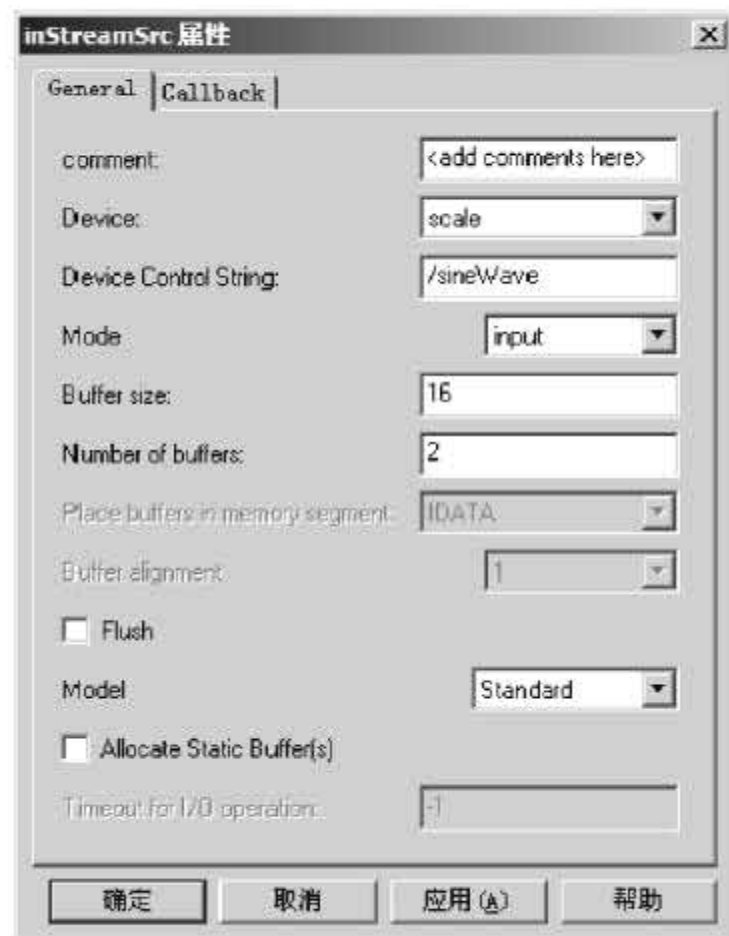 inStreamSrc 属性
General Callback
comment: <add comments here>
Device: scale
Device Control String: /sineWave
Mode input
Buffer size: 16
Number of buffers: 2
Place buffers in memory segment: IDATA
Buffer alignment 1
Flush
Model Standard
Allocate Static Buffer(s)
Timeout for I/O operation: -1
确定 取消 应用(A) 帮助